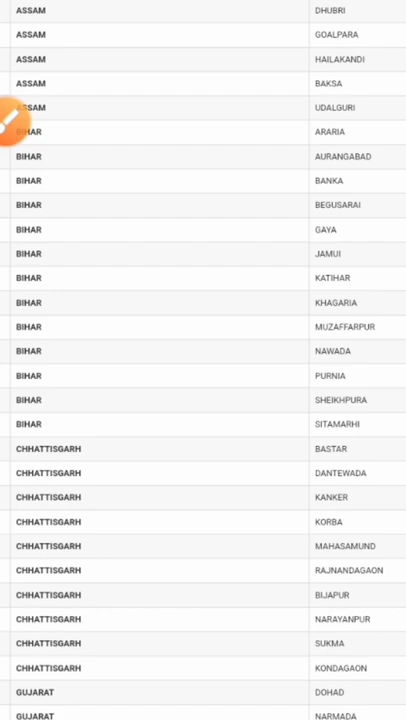 ASSAM DHUBRI
ASSAM GOALPARA
ASSAM HAILAKANDI
ASSAM BAKSA
ASSAM UDALGURI
BIHAR ARARIA
BIHAR AURANGABAD
BIHAR BANKA
BIHAR BEGUSARAI
BIHAR GAYA
BIHAR JAMUI
BIHAR KATIHAR
BIHAR KHAGARIA
BIHAR MUZAFFARPUR
BIHAR NAWADA
BIHAR PURNIA
BIHAR SHEIKHPURA
BIHAR SITAMARHI
CHHATTISGARH BASTAR
CHHATTISGARH DANTEWADA
CHHATTISGARH KANKER
CHHATTISGARH KORBA
CHHATTISGARH MAHASAMUND
CHHATTISGARH RAJNANDAGAON
CHHATTISGARH BIJAPUR
CHHATTISGARH NARAYANPUR
CHHATTISGARH SUKMA
CHHATTISGARH KONDAGAON
GUJARAT DOHAD
GUJARAT NARMADA